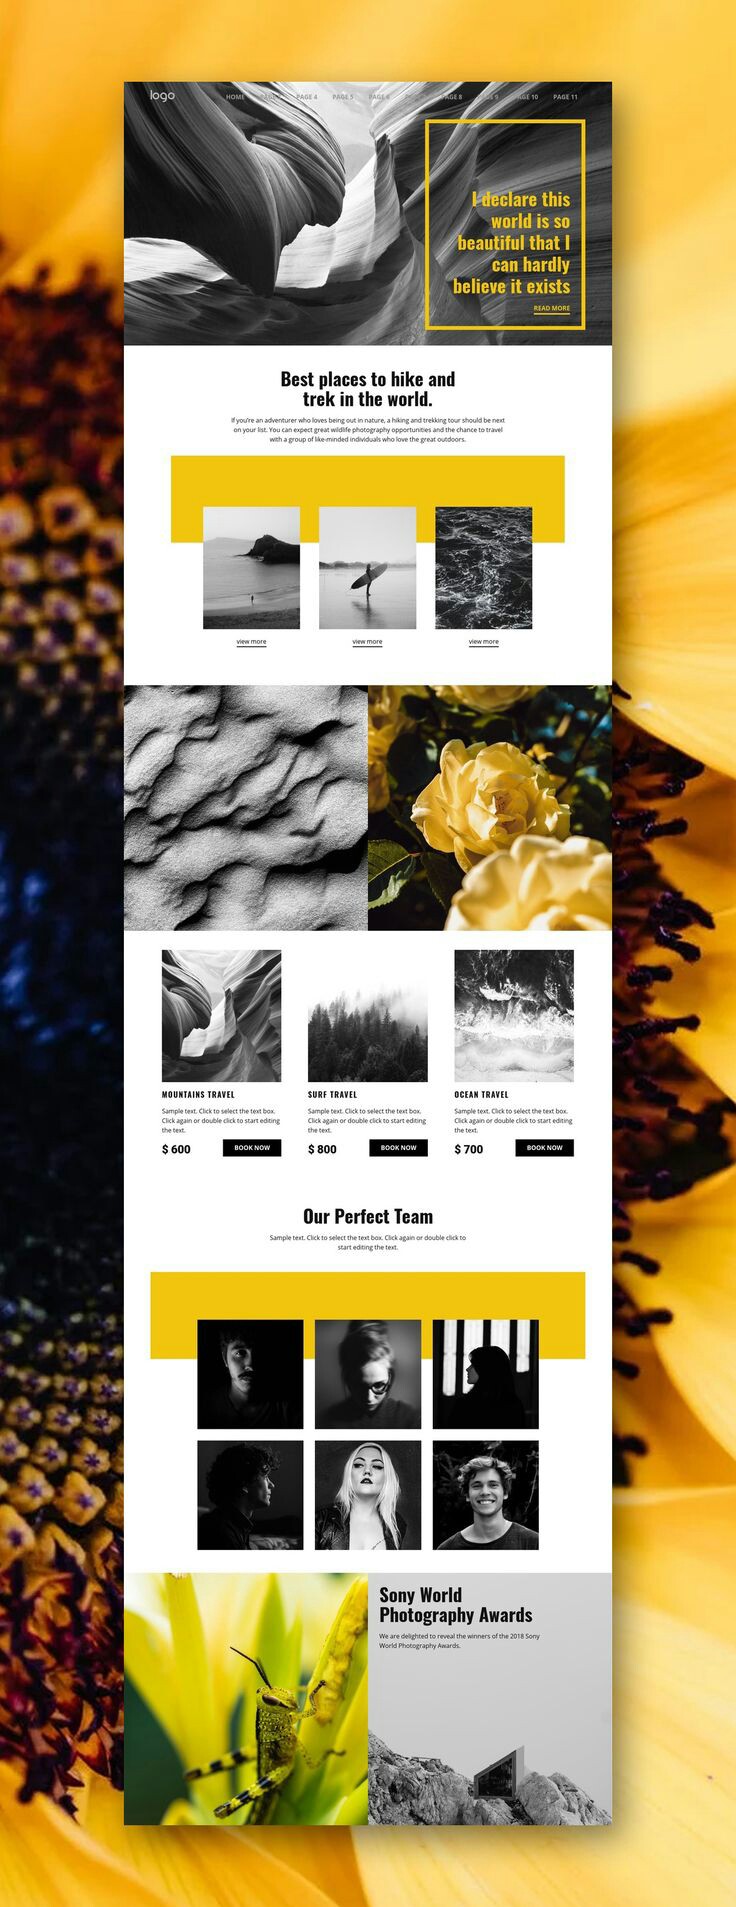 logo
HOME PAGE 4 PAGE 5 PAGE 6 PAGE 8 PAGE 10 PAGE 11
I declare this
world is so
beautiful that I
can hardly
believe it exists
READ MORE
Best places to hike and
trek in the world.
If you're an adventurer who loves being out in nature, a hiking and trekking tour should be next
on your list. You can expect great wildlife photography opportunities and the chance to travel
with a group of like-minded individuals who love the great outdoors.
view more view more view more
MOUNTAINS TRAVEL
Sample text. Click to select the text box.
Click again or double click to start editing
the text.
$ 600 BOOK NOW
SURF TRAVEL
Sample text. Click to select the text box.
Click again or double click to start editing
the text.
$ 800 BOOK NOW
OCEAN TRAVEL
Sample text. Click to select the text box.
Click again or double click to start editing
the text.
$ 700 BOOK NOW
Our Perfect Team
Sample text. Click to select the text box. Click again or double click to
start editing the text.
Sony World
Photography Awards
We are delighted to reveal the winners of the 2018 Sony
World Photography Awards.